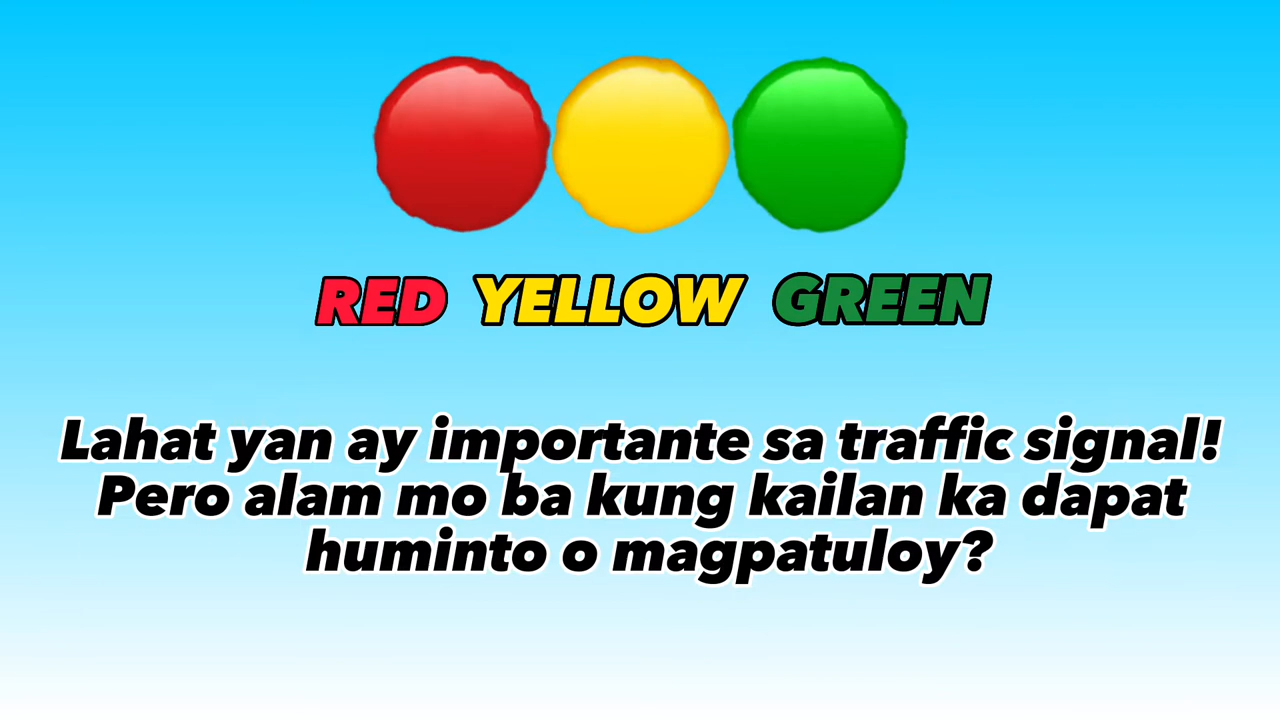 RED YELLOW GREEN
Lahat yan ay importante sa traffic signal!
Pero alam mo ba kung kailan ka dapat
huminto o magpatuloy?